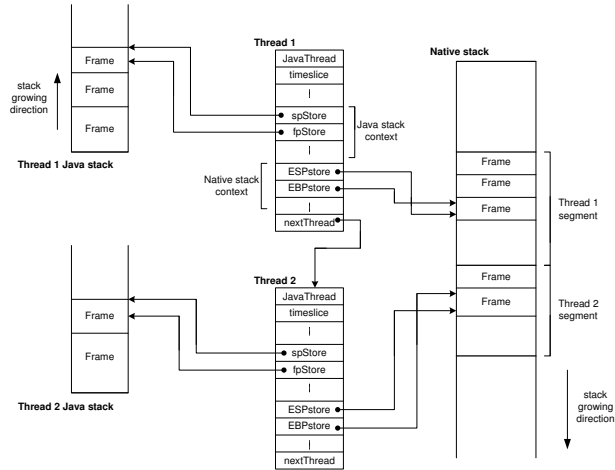 Thread 1
JavaThread
timeslice
spStore
fpStore
ESPstore
EBPstore
nextThread
Java stack
context
Native stack
context
Frame
Frame
Frame
stack
growing
direction
Thread 1 Java stack
Native stack
Frame
Frame
Frame
Thread 1
segment
Frame
Frame
Thread 2
segment
stack
growing
direction
Thread 2
JavaThread
timeslice
spStore
fpStore
ESPstore
EBPstore
nextThread
Frame
Frame
Thread 2 Java stack